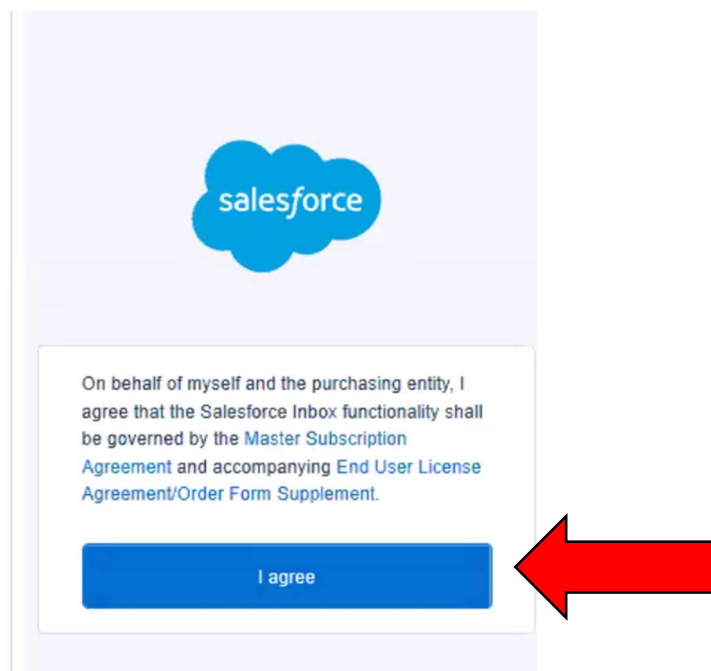 salesforce
On behalf of myself and the purchasing entity, I
agree that the Salesforce Inbox functionality shall
be governed by the Master Subscription
Agreement and accompanying End User License
Agreement/Order Form Supplement.
I agree